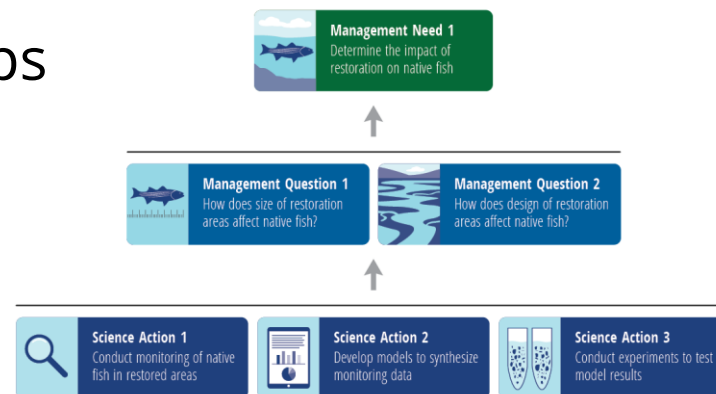 Management Need 1
Determine the impact of
restoration on native fish
Management Question 1
How does size of restoration
areas affect native fish?
Management Question 2
How does design of restoration
areas affect native fish?
Science Action 1
Conduct monitoring of native
fish in restored areas
Science Action 2
Develop models to synthesize
monitoring data
Science Action 3
Conduct experiments to test
model results